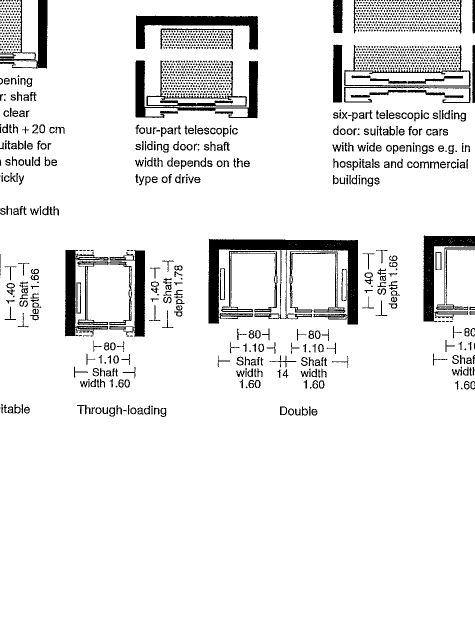 pening
r: shaft
clear
idth + 20 cm
uitable for
n should be
ickly
shaft width
four-part telescopic
sliding door: shaft
width depends on the
type of drive
six-part telescopic sliding
door: suitable for cars
with wide openings e.g. in
hospitals and commercial
buildings
1.40
Shaft
depth 1.66
1.40
Shaft
depth 1.78
80
1.10
Shaft
width 1.60
80
1.10
Shaft
width
1.60
14
80
1.10
Shaft
width
1.60
1.40
Shaft
depth 1.66
80
1.10
Shaft
width
1.60
itable
Through-loading
Double